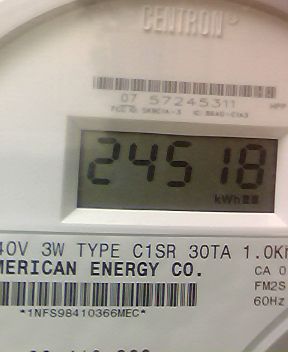 CENTRON
07 57245311
24518
kWh
40V 3W TYPE C1SR 30TA 1.0K
MERICAN ENERGY CO.
CA 0
FM2S
60Hz
*1NFS98410366MEC*